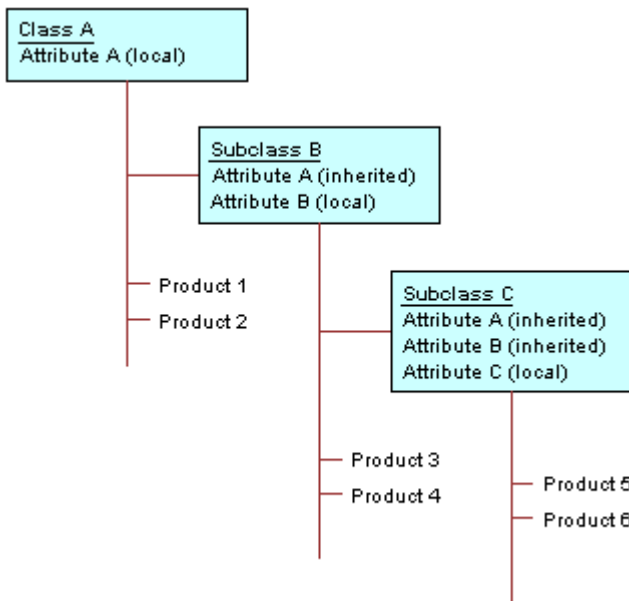 Class A
Attribute A (local)
Subclass B
Attribute A (inherited)
Attribute B (local)
Product 1
Product 2
Subclass C
Attribute A (inherited)
Attribute B (inherited)
Attribute C (local)
Product 3
Product 4
Product 5
Product 6